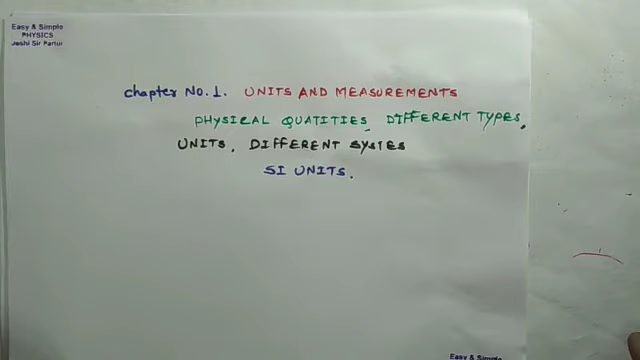 Easy & Simple
PHYSICS
Joshi Sir Partur
chapter No. 1. UNITS AND MEASUREMENTS
PHYSICAL QUATITIES, DIFFERENT TYPES,
UNITS, DIFFERENT SYSTES
SI UNITS.
Easy & Simple